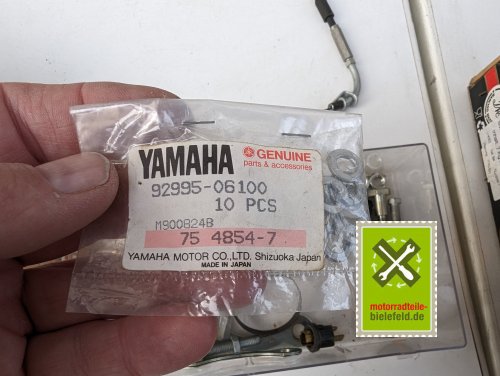 YAMAHA
GENUINE
parts & accessories
92995-06100
10 PCS
M900824B
75 4854-7
YAMAHA MOTOR CO., LTD. Shizuoka Japan
MADE IN JAPAN
motorradteile-
bielefeld.de